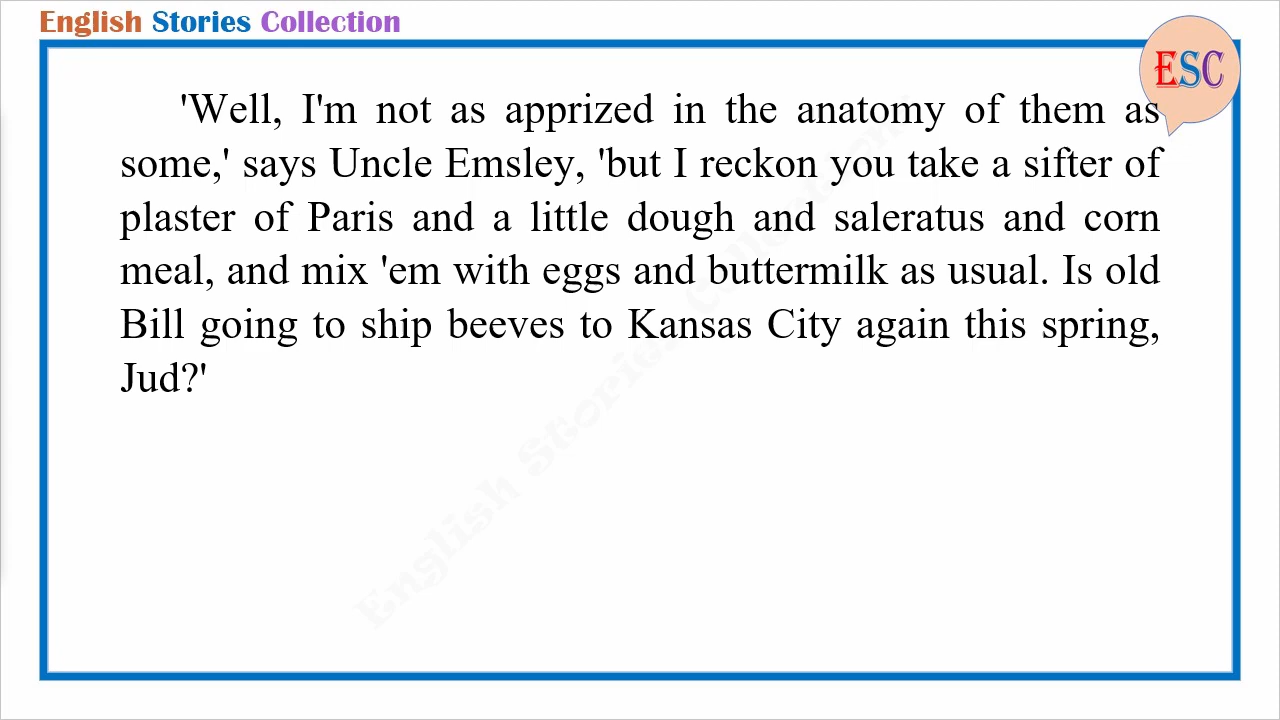 English Stories Collection
ESC
'Well, I'm not as apprized in the anatomy of them as
some,' says Uncle Emsley, 'but I reckon you take a sifter of
plaster of Paris and a little dough and saleratus and corn
meal, and mix 'em with eggs and buttermilk as usual. Is old
Bill going to ship beeves to Kansas City again this spring,
Jud?'
English Stories Collection